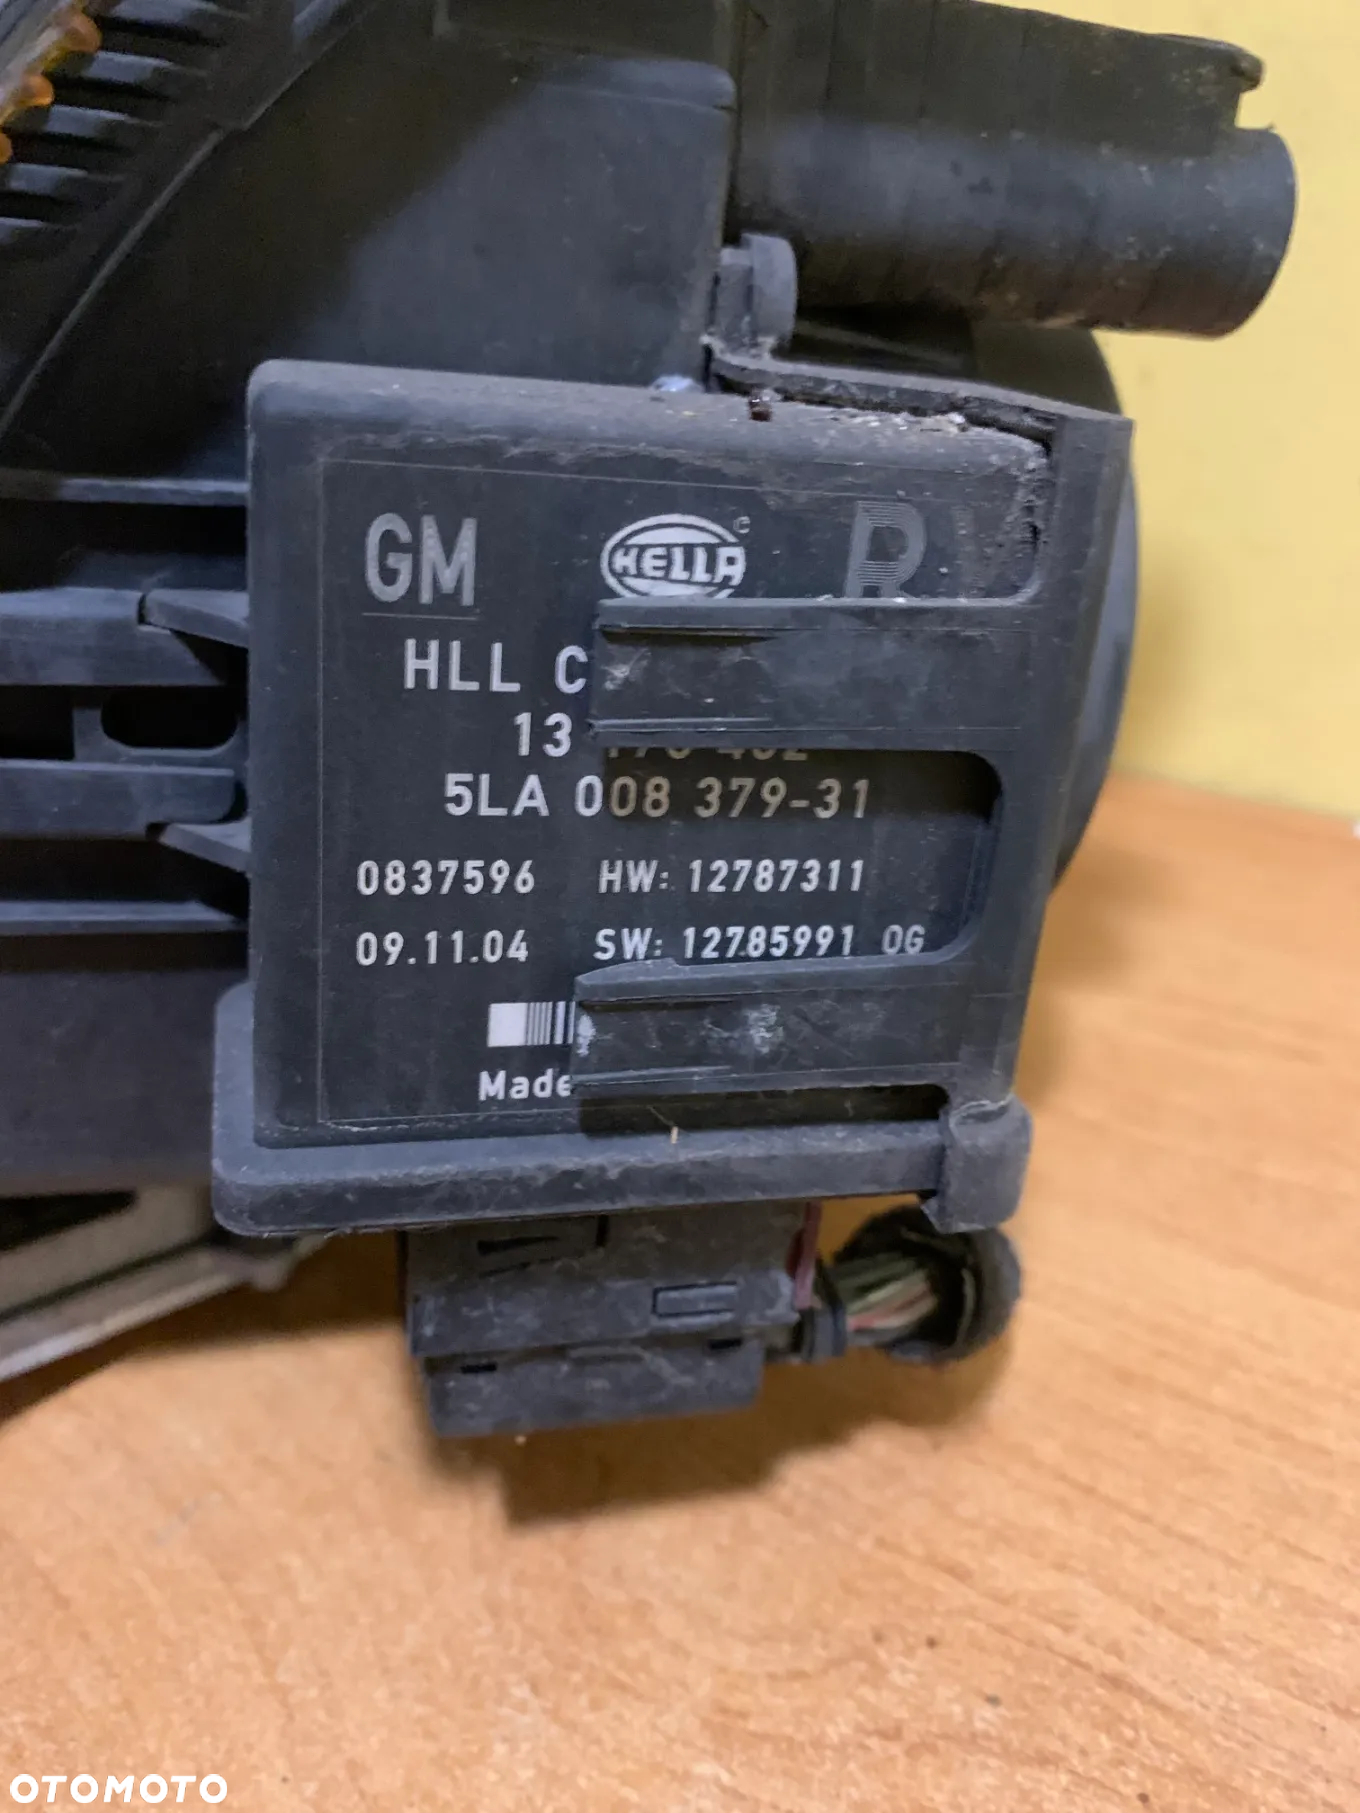 GM HELLA © R
HLL C
13
5LA 008 379-31
0837596 HW: 12787311
09.11.04 SW: 12785991 0G
Made
OTOMOTO